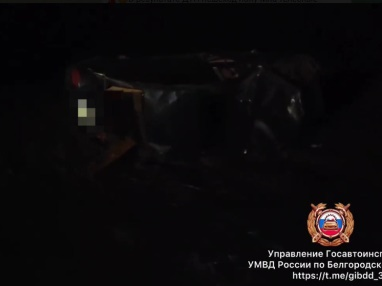 Управление Госавтоинсп
УМВД России по Белгородск
https://t.me/gibdd_3